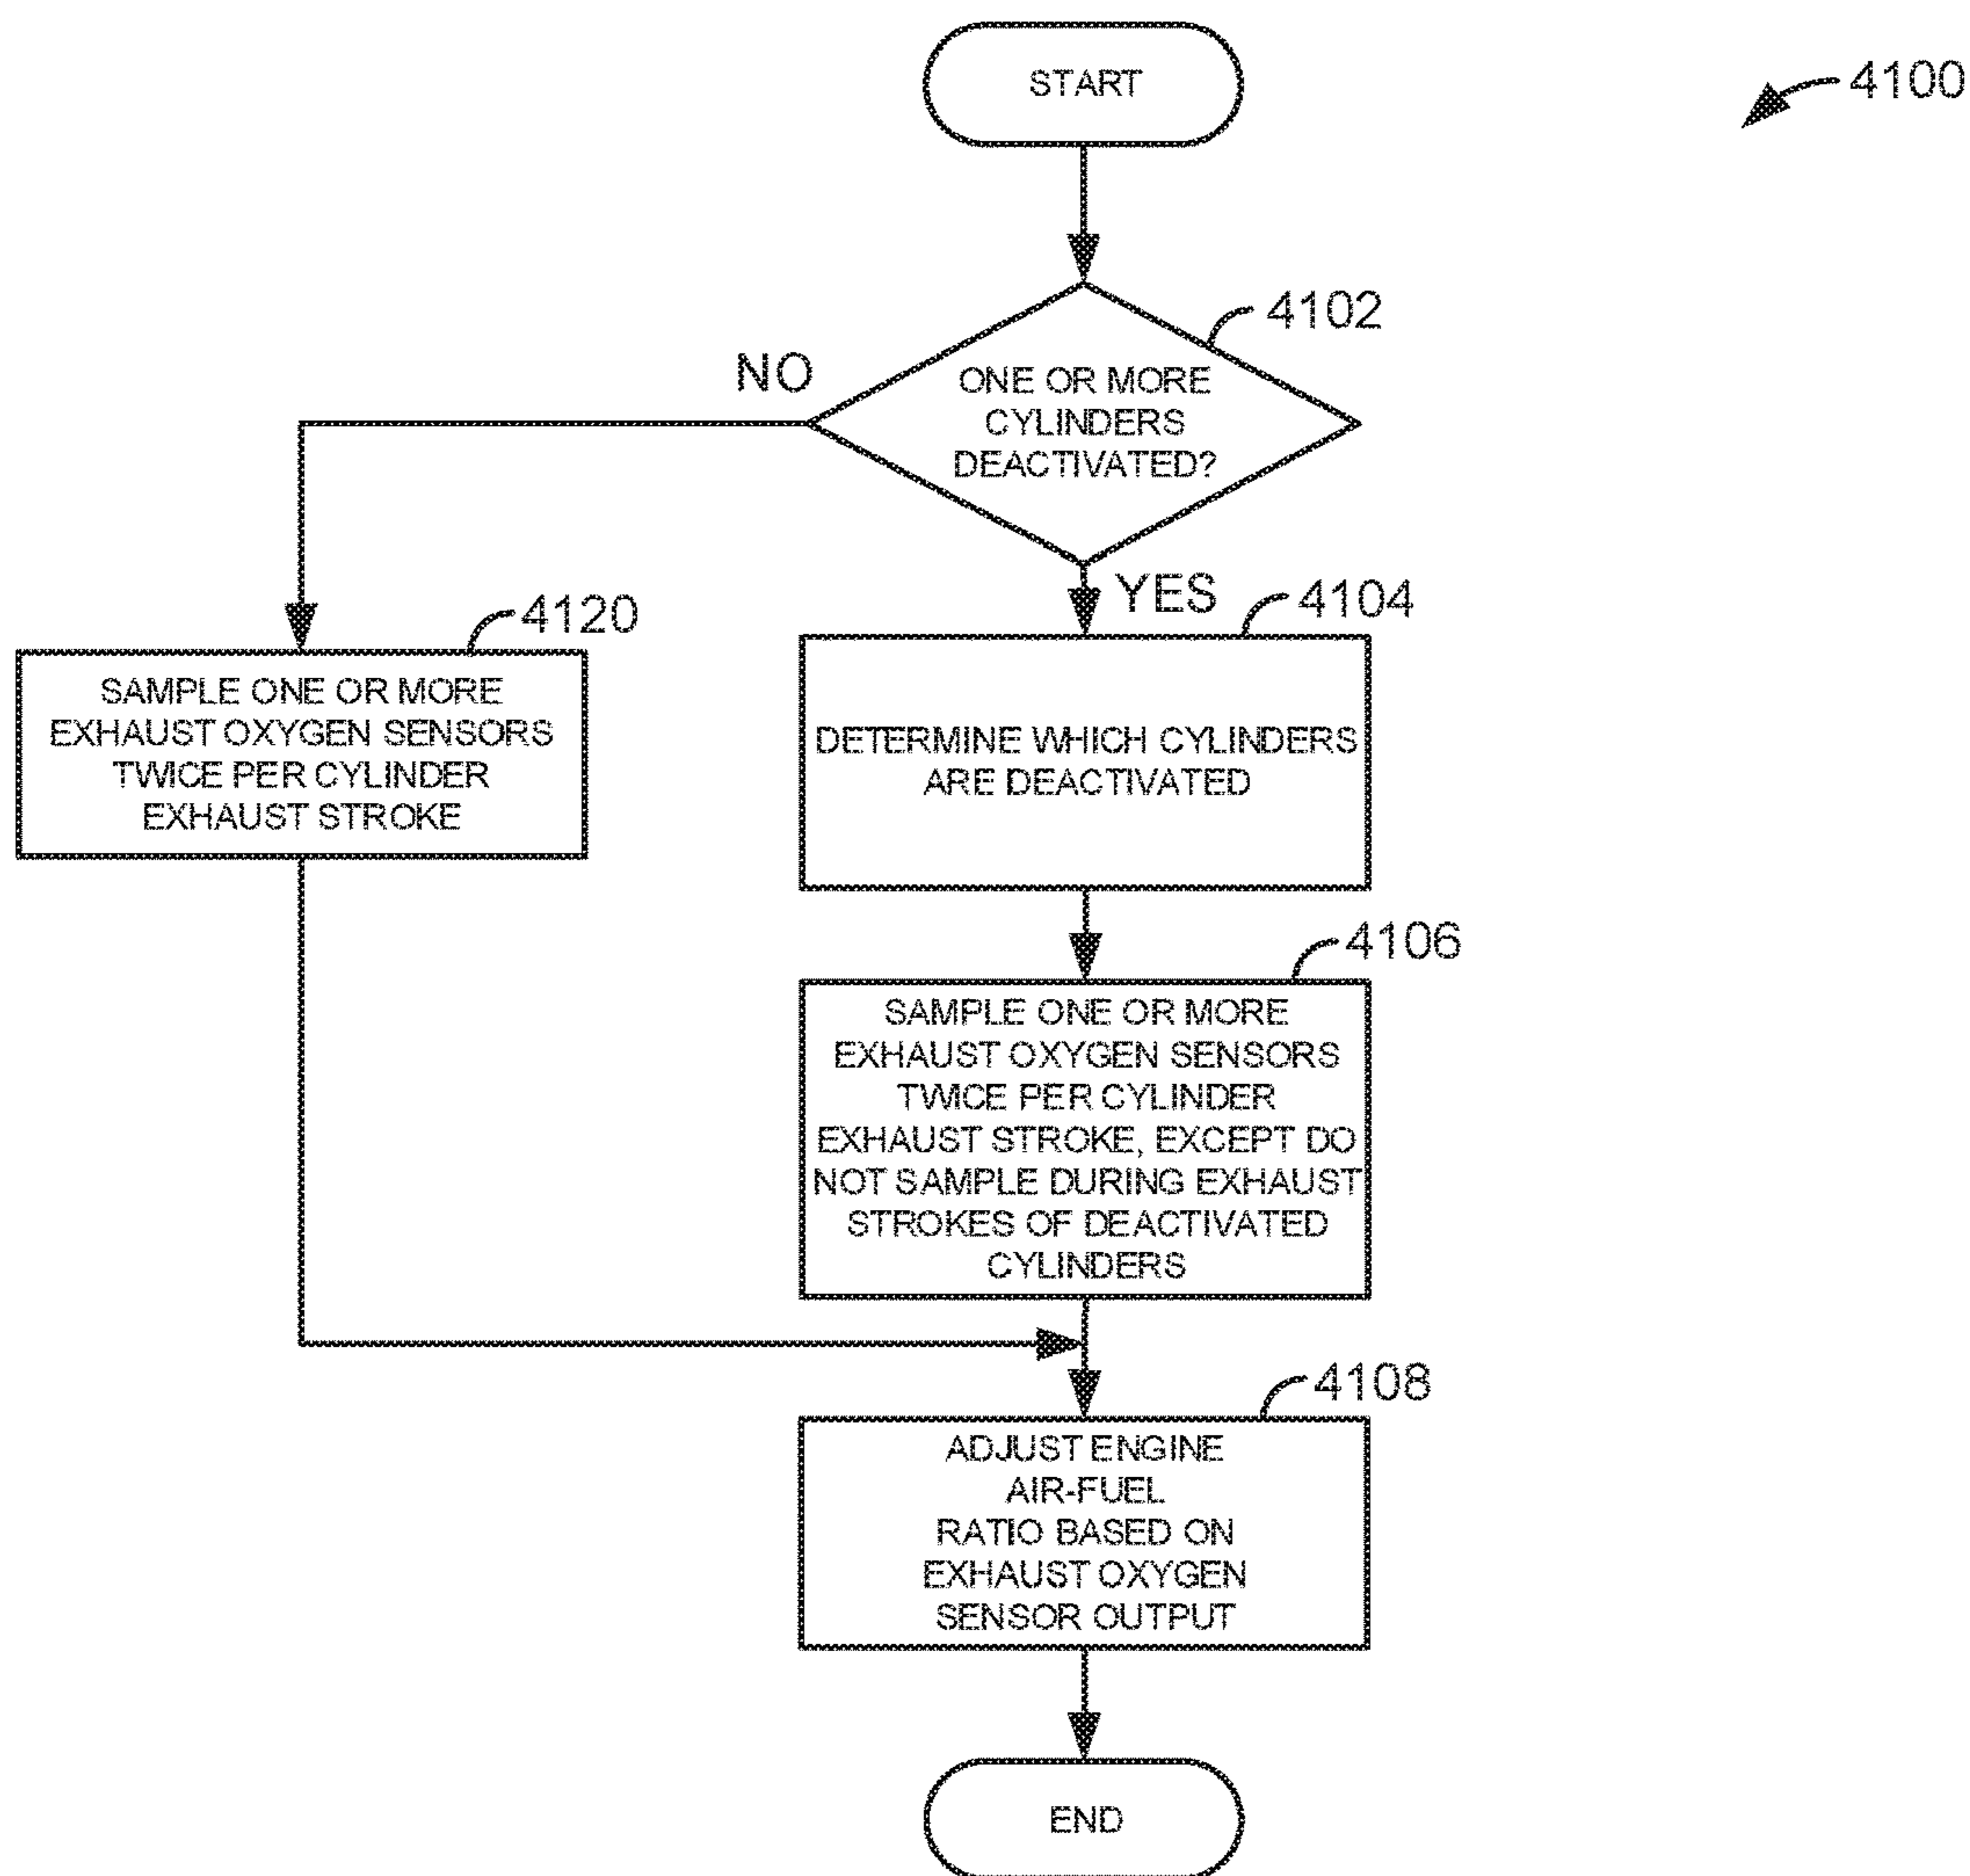 START
4100
4102
NO
ONE OR MORE
CYLINDERS
DEACTIVATED?
YES
4104
4120
SAMPLE ONE OR MORE
EXHAUST OXYGEN SENSORS
TWICE PER CYLINDER
EXHAUST STROKE
DETERMINE WHICH CYLINDERS
ARE DEACTIVATED
4106
SAMPLE ONE OR MORE
EXHAUST OXYGEN SENSORS
TWICE PER CYLINDER
EXHAUST STROKE, EXCEPT DO
NOT SAMPLE DURING EXHAUST
STROKES OF DEACTIVATED
CYLINDERS
4108
ADJUST ENGINE
AIR-FUEL
RATIO BASED ON
EXHAUST OXYGEN
SENSOR OUTPUT
END